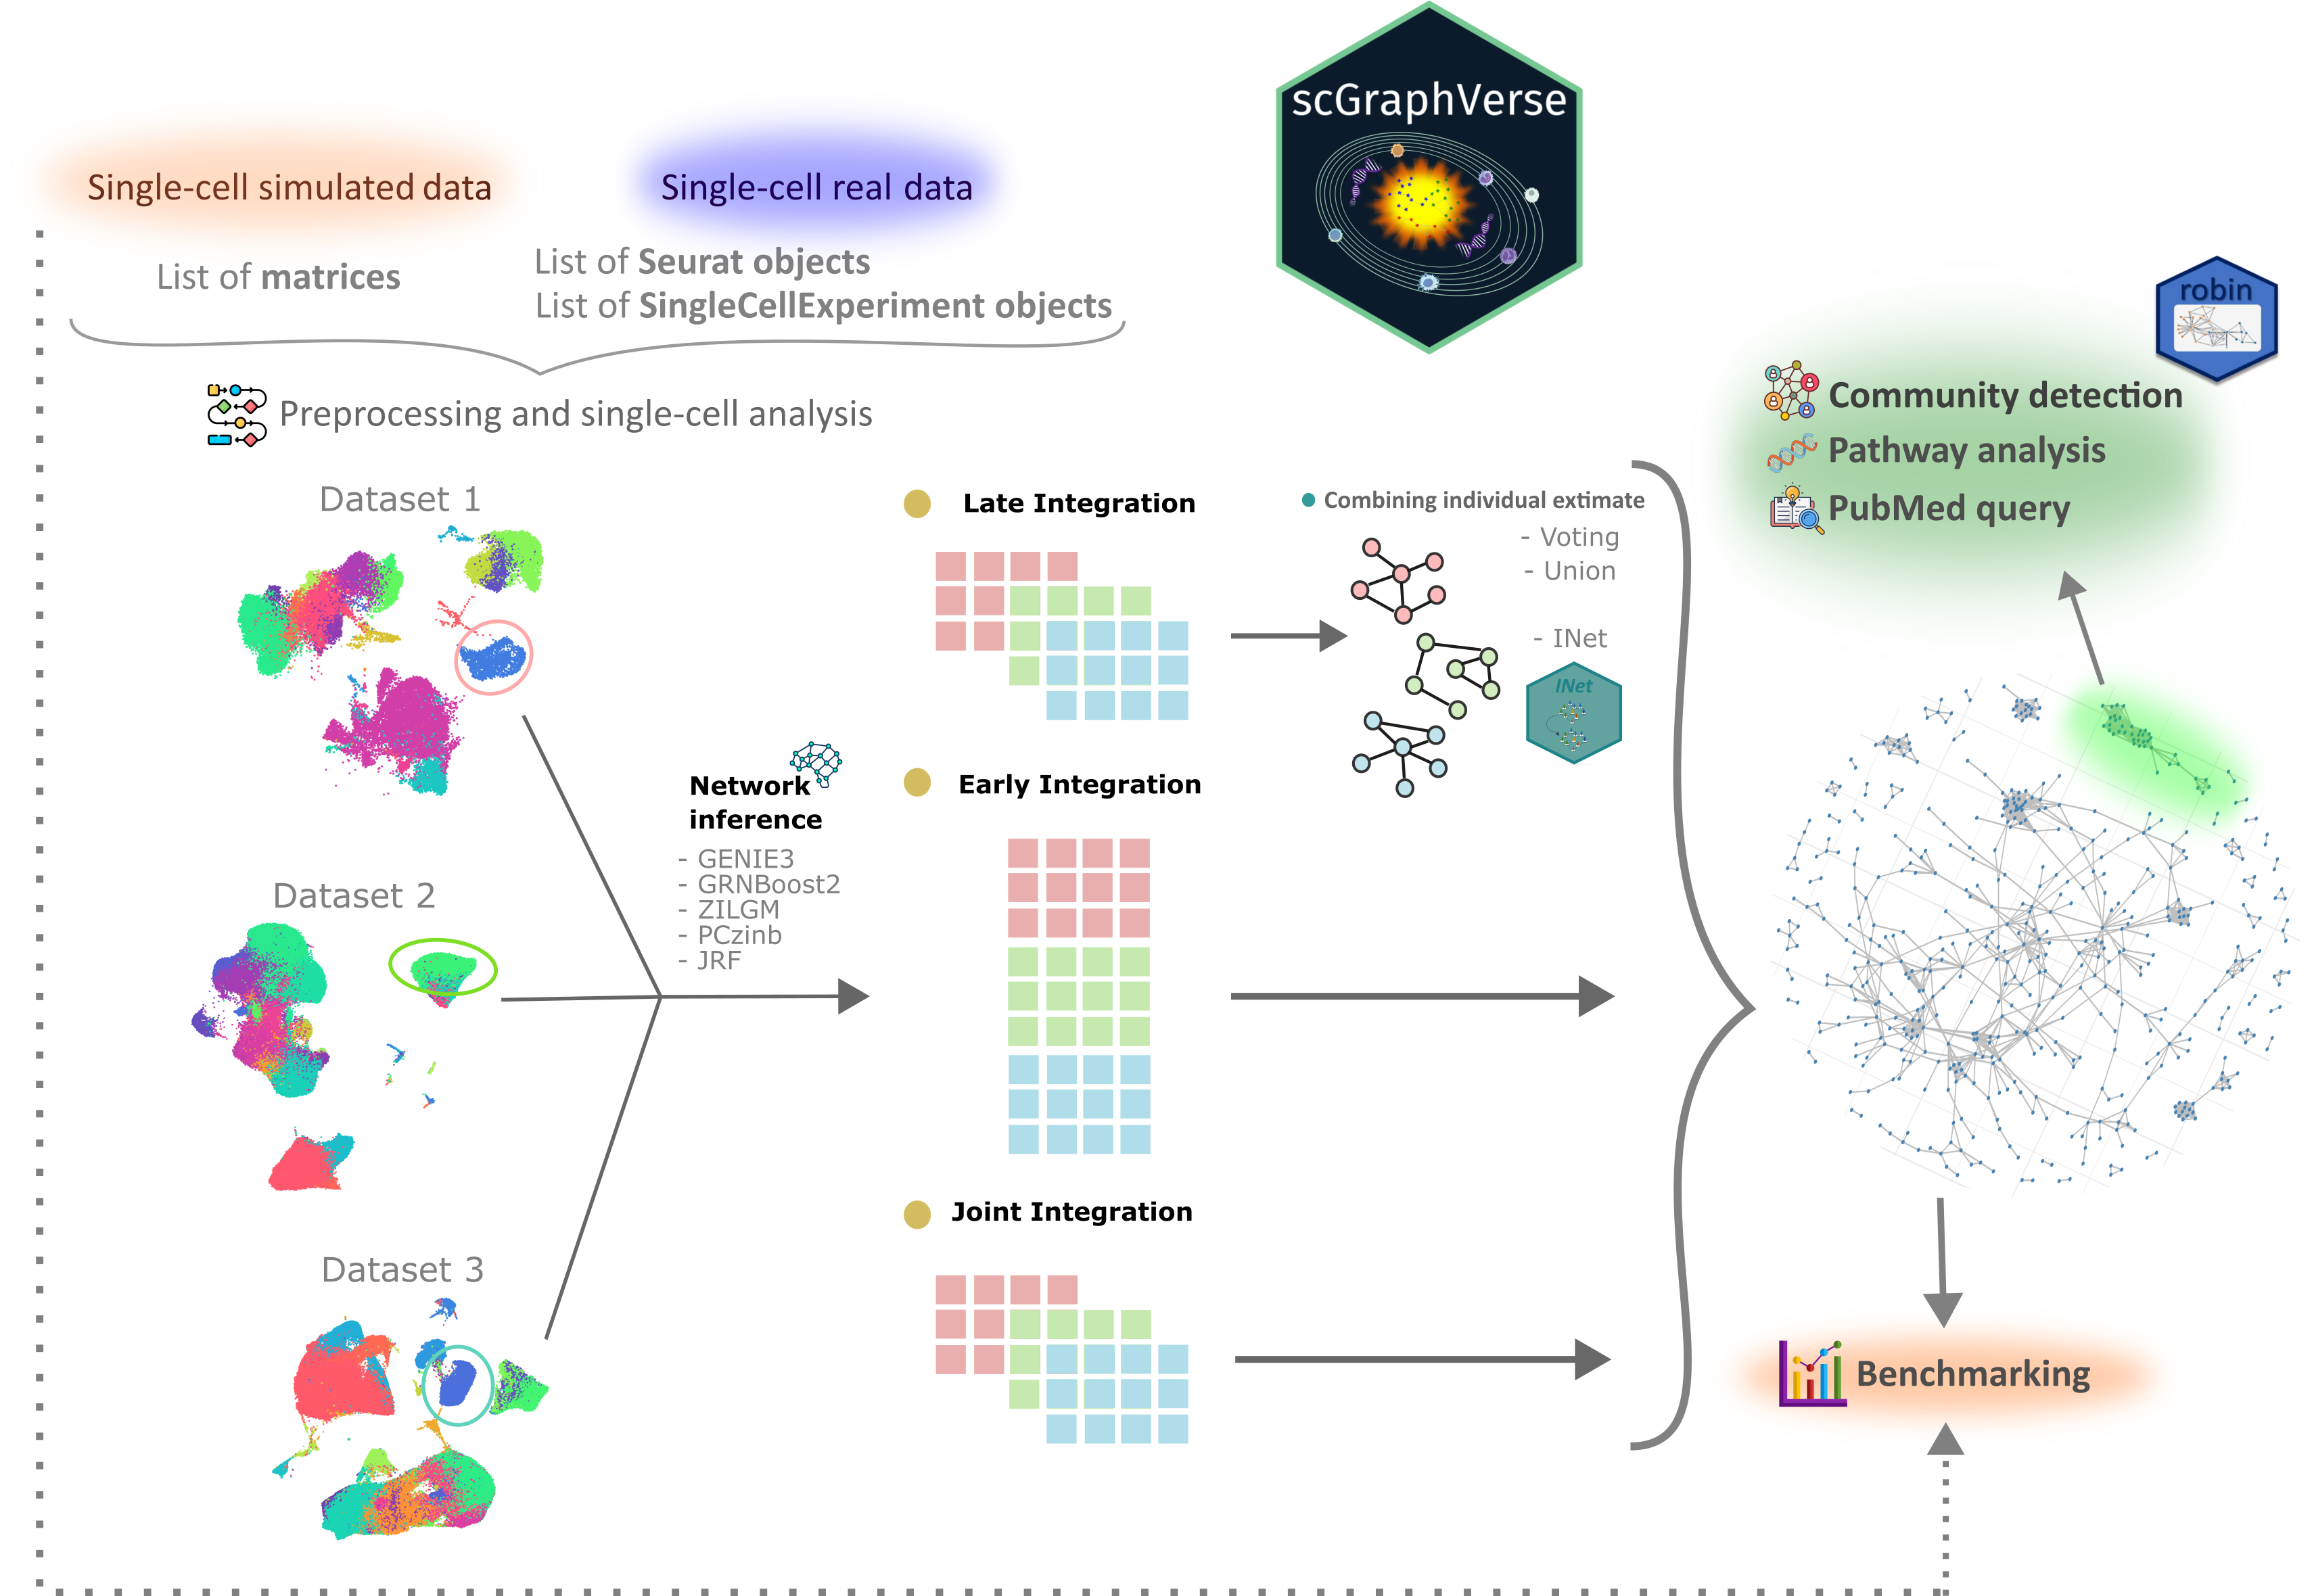 scGraphVerse
Single-cell simulated data
Single-cell real data
List of matrices
List of Seurat objects
List of SingleCellExperiment objects
Preprocessing and single-cell analysis
robin
Community detection
Pathway analysis
PubMed query
Dataset 1
Dataset 2
Dataset 3
Network
inference
- GENIE3
- GRNBoost2
- ZILGM
- PCzinb
- JRF
Late Integration
Combining individual extimate
- Voting
- Union
- INet
INet
Early Integration
Joint Integration
Benchmarking